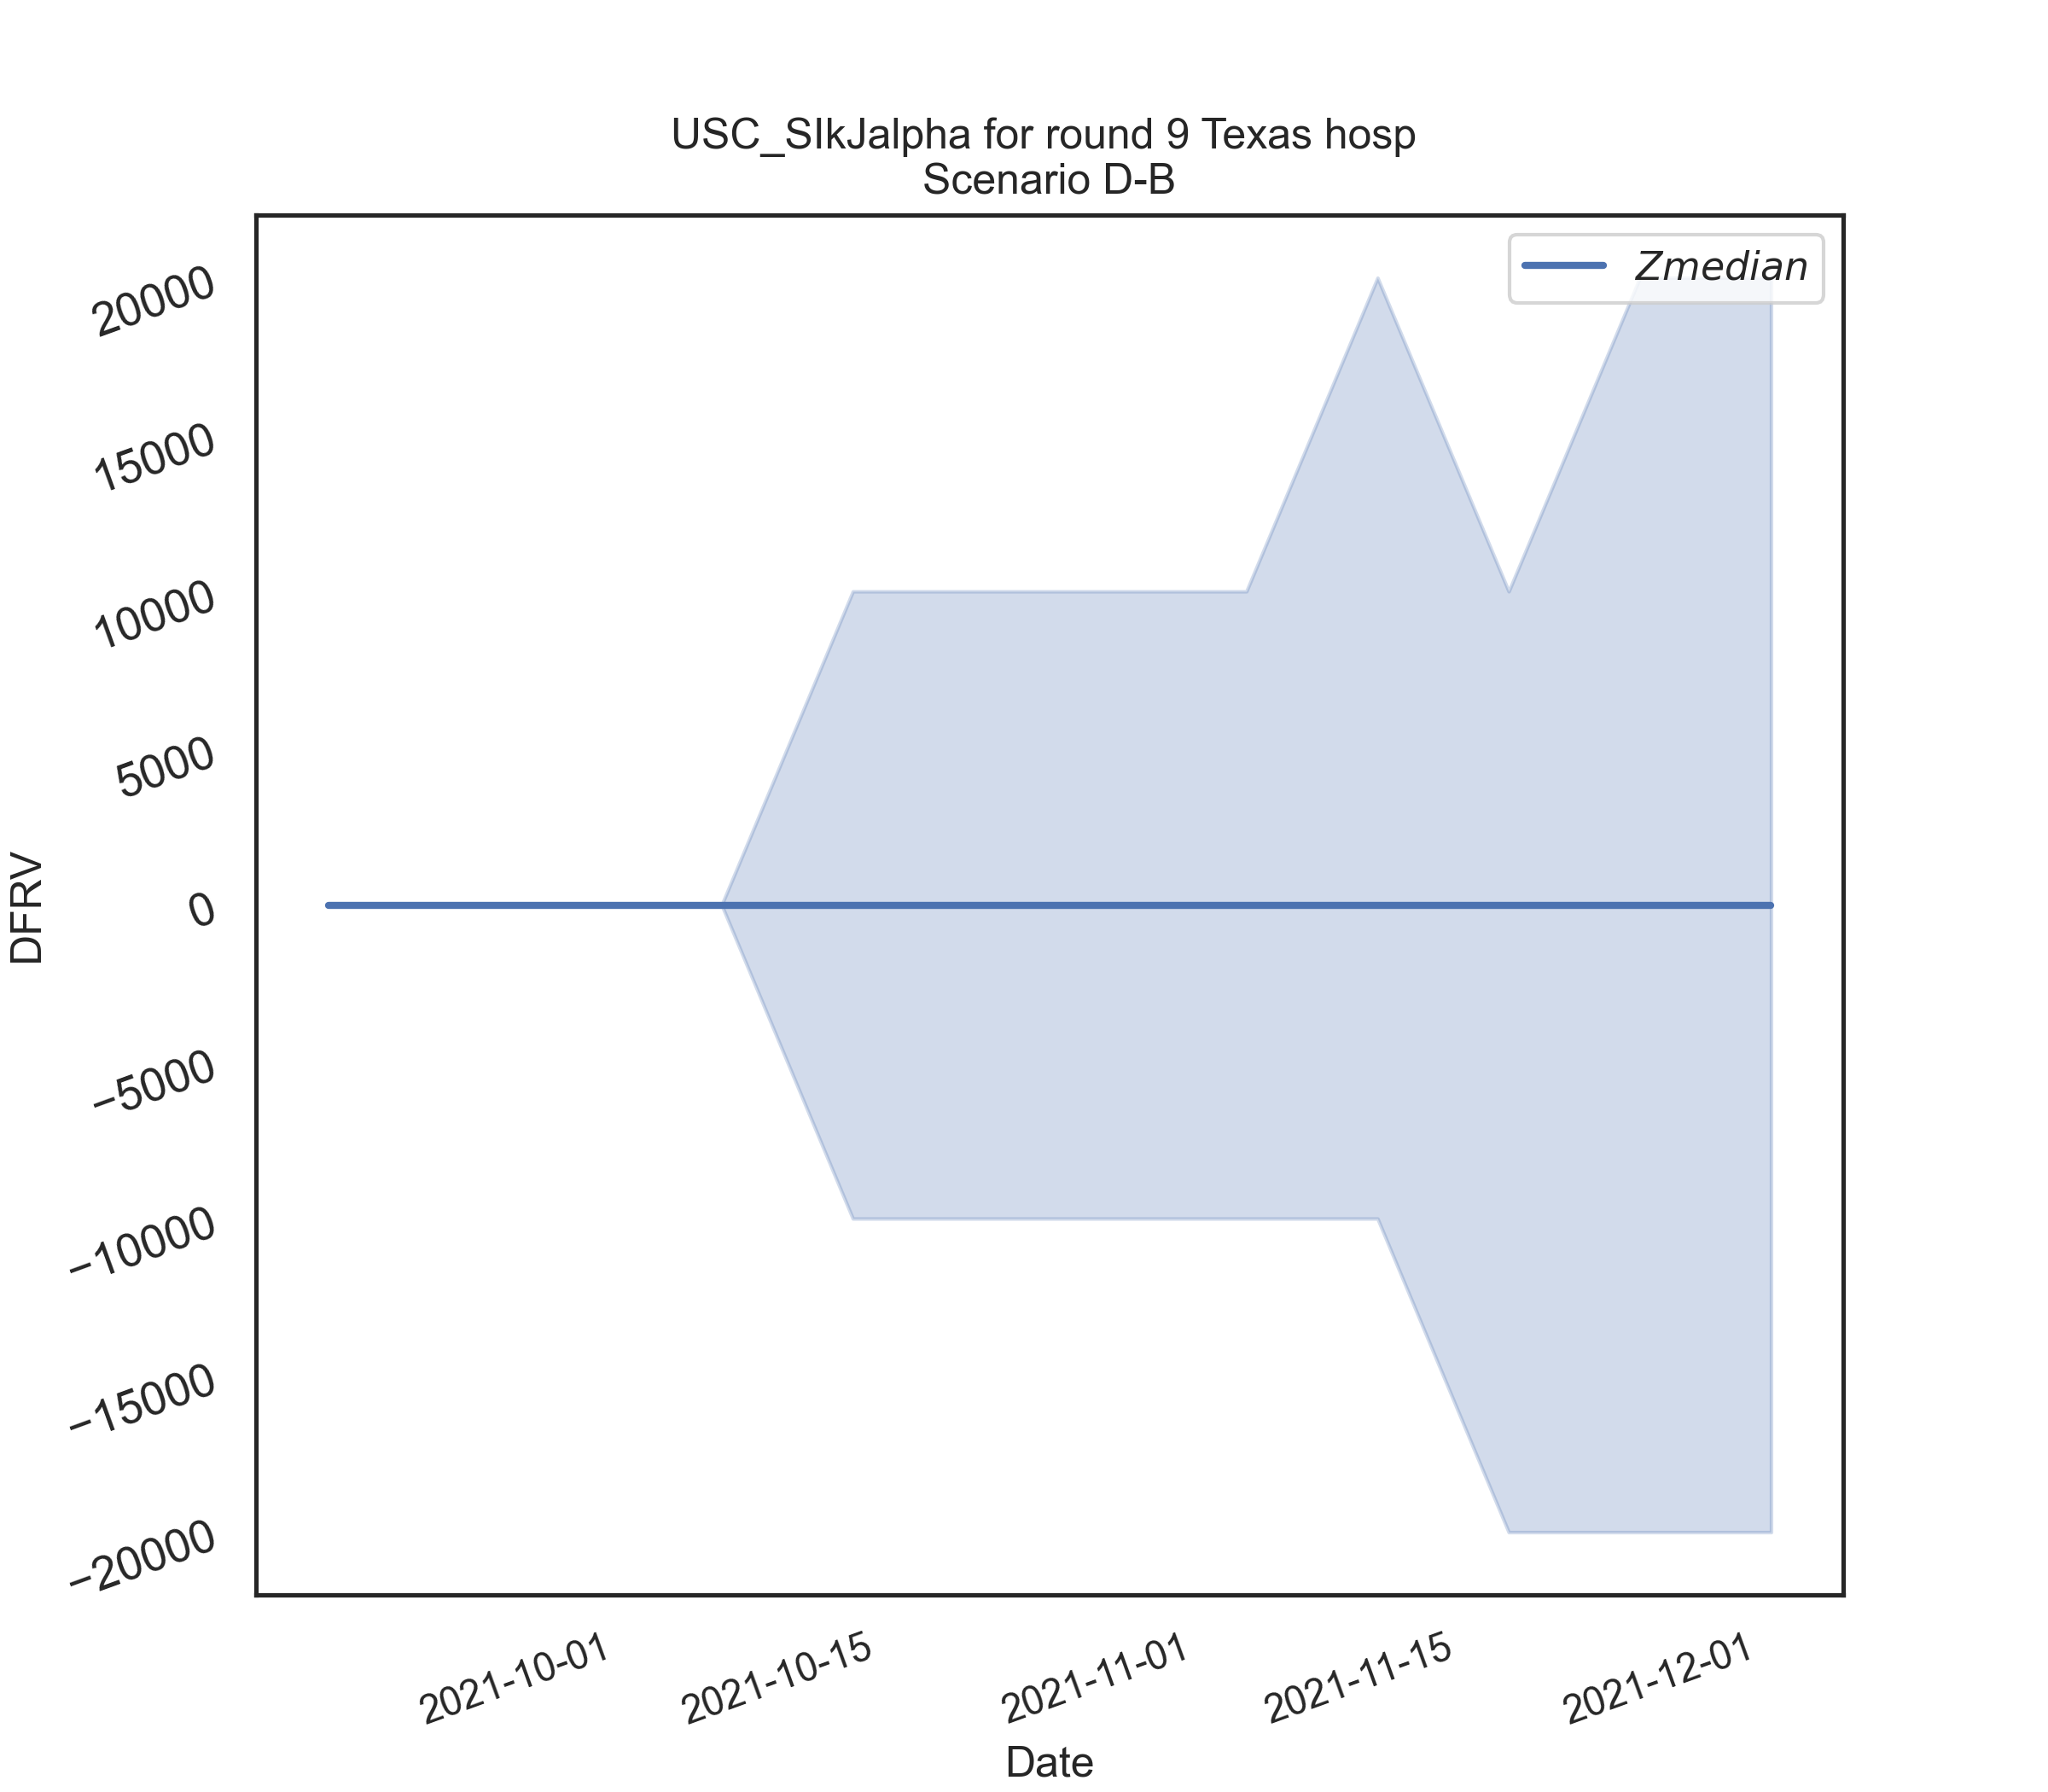 USC_SIkJalpha for round 9 Texas hosp
Scenario D-B
Zmedian
20000
15000
10000
5000
0
−5000
−10000
−15000
−20000
DFRV
2021-10-01
2021-10-15
2021-11-01
2021-11-15
2021-12-01
Date